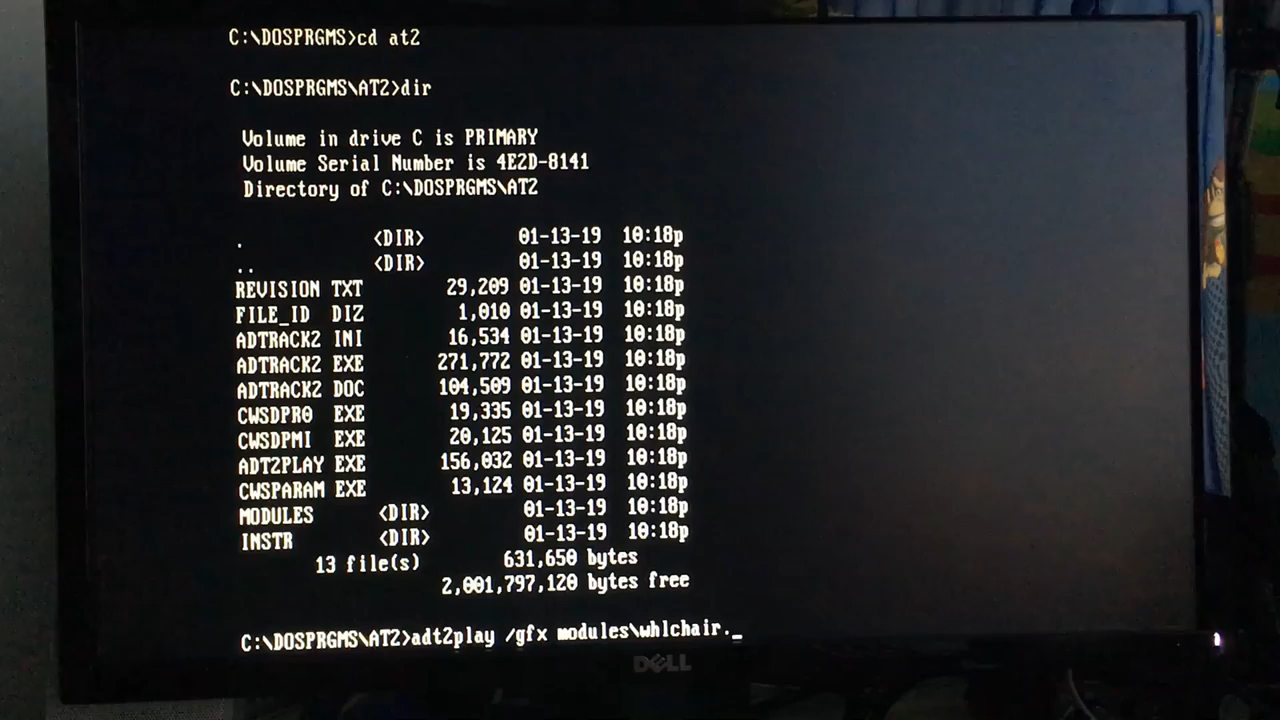 C:\DOSPRGMS>cd at2
C:\DOSPRGMS\AT2>dir
Volume in drive C is PRIMARY
Volume Serial Number is 4E2D-8141
Directory of C:\DOSPRGMS\AT2
. <DIR> 01-13-19 10:18p
.. <DIR> 01-13-19 10:18p
REVISION TXT 29,209 01-13-19 10:18p
FILE_ID DIZ 1,010 01-13-19 10:18p
ADTRACK2 INI 16,534 01-13-19 10:18p
ADTRACK2 EXE 271,772 01-13-19 10:18p
ADTRACK2 DOC 104,509 01-13-19 10:18p
CWSDPR0 EXE 19,335 01-13-19 10:18p
CWSDPMI EXE 20,125 01-13-19 10:18p
ADT2PLAY EXE 156,032 01-13-19 10:18p
CWSPARAM EXE 13,124 01-13-19 10:18p
MODULES <DIR> 01-13-19 10:18p
INSTR <DIR> 01-13-19 10:18p
13 file(s) 631,650 bytes
2,001,797,120 bytes free
C:\DOSPRGMS\AT2>adt2play /gfx modules\whlchair._
DELL